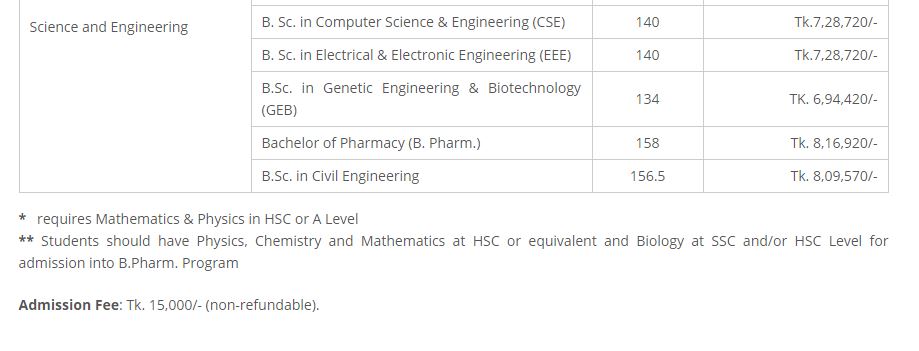 Science and Engineering
B. Sc. in Computer Science & Engineering (CSE) 140 Tk.7,28,720/-
B. Sc. in Electrical & Electronic Engineering (EEE) 140 Tk.7,28,720/-
B.Sc. in Genetic Engineering & Biotechnology
(GEB) 134 TK. 6,94,420/-
Bachelor of Pharmacy (B. Pharm.) 158 Tk. 8,16,920/-
B.Sc. in Civil Engineering 156.5 Tk. 8,09,570/-
* requires Mathematics & Physics in HSC or A Level
** Students should have Physics, Chemistry and Mathematics at HSC or equivalent and Biology at SSC and/or HSC Level for
admission into B.Pharm. Program
Admission Fee: Tk. 15,000/- (non-refundable).